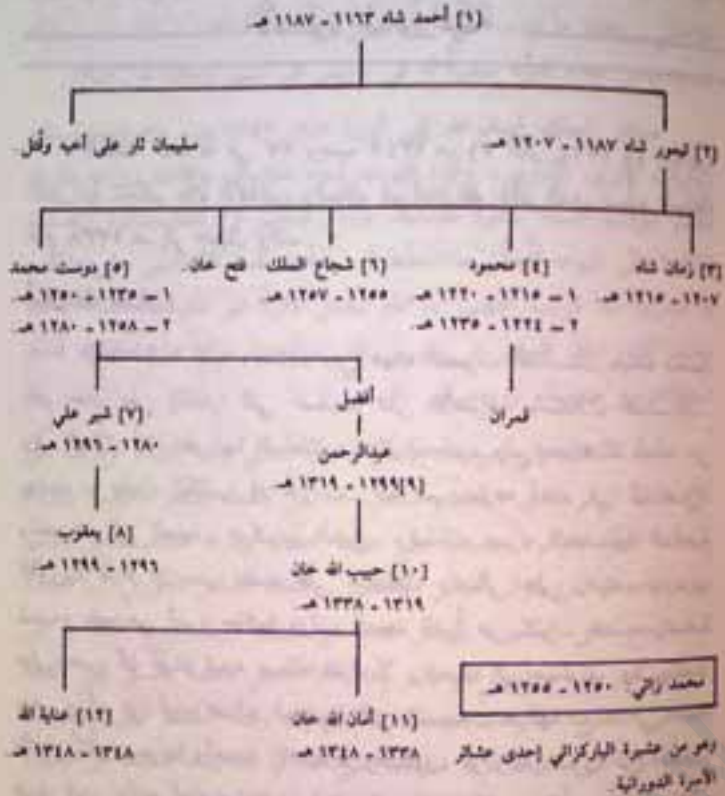 [١] أحمد شاه ١١٦٣ - ١١٨٧ هـ.
[٢] تيمور شاه ١١٨٧ - ١٢٠٧ هـ.
سليمان ثار على أخيه وقُتل.
[٣] زمان شاه
١٢٠٧ - ١٢١٥ هـ.
[٤] محمود
١ - ١٢١٥ - ١٢٢٠ هـ
٢ - ١٢٢٤ - ١٢٣٥ هـ.
[٦] شجاع الملك
١٢٥٥ - ١٢٥٧ هـ.
فتح خان.
[٥] دوست محمد
١ - ١٢٣٥ - ١٢٥٠ هـ.
٢ - ١٢٥٨ - ١٢٨٠ هـ.
قمران
أفضل
[٧] شير علي
١٢٨٠ - ١٢٩٦ هـ.
عبدالرحمن
[٩] ١٢٩٩ - ١٣١٩ هـ
[٨] يعقوب
١٢٩٦ - ١٢٩٩ هـ.
[١٠] حبيب الله خان
١٣١٩ - ١٣٣٨ هـ
محمد زائي: ١٢٥٠ - ١٢٥٥ هـ.
[١١] أمان الله خان
١٣٣٨ - ١٣٤٨ هـ
[١٢] عناية الله
١٣٤٨ - ١٣٤٨ هـ
وهو من عشيرة الباركزائي إحدى عشائر
الأسرة الدورانية.